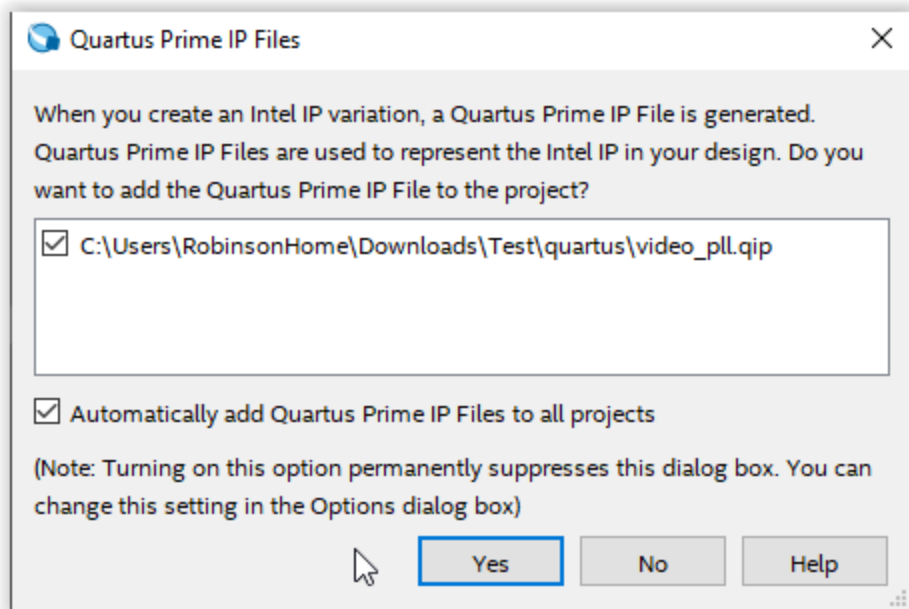 Quartus Prime IP Files
When you create an Intel IP variation, a Quartus Prime IP File is generated.
Quartus Prime IP Files are used to represent the Intel IP in your design. Do you
want to add the Quartus Prime IP File to the project?
C:\Users\RobinsonHome\Downloads\Test\quartus\video_pll.qip
Automatically add Quartus Prime IP Files to all projects
(Note: Turning on this option permanently suppresses this dialog box. You can
change this setting in the Options dialog box)
Yes No Help